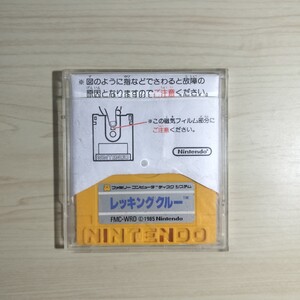 ※図のように指などでさわると故障の
原因となりますのでご注意ください。
※この磁気フィルム部分に
ご注意ください。
Nintendo
ファミリー コンピュータ ディスク システム
レッキングクルー™
FMC-WRD ©1985 Nintendo
NINTENDO